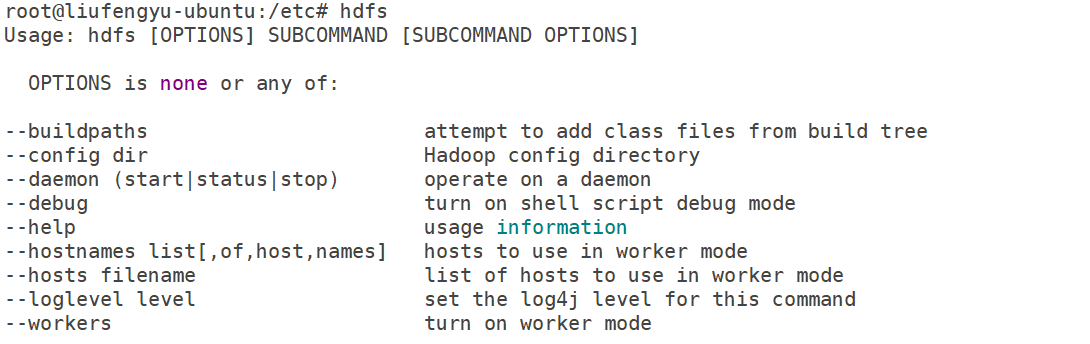 root@liufengyu-ubuntu:/etc# hdfs
Usage: hdfs [OPTIONS] SUBCOMMAND [SUBCOMMAND OPTIONS]
OPTIONS is none or any of:
--buildpaths attempt to add class files from build tree
--config dir Hadoop config directory
--daemon (start|status|stop) operate on a daemon
--debug turn on shell script debug mode
--help usage information
--hostnames list[,of,host,names] hosts to use in worker mode
--hosts filename list of hosts to use in worker mode
--loglevel level set the log4j level for this command
--workers turn on worker mode